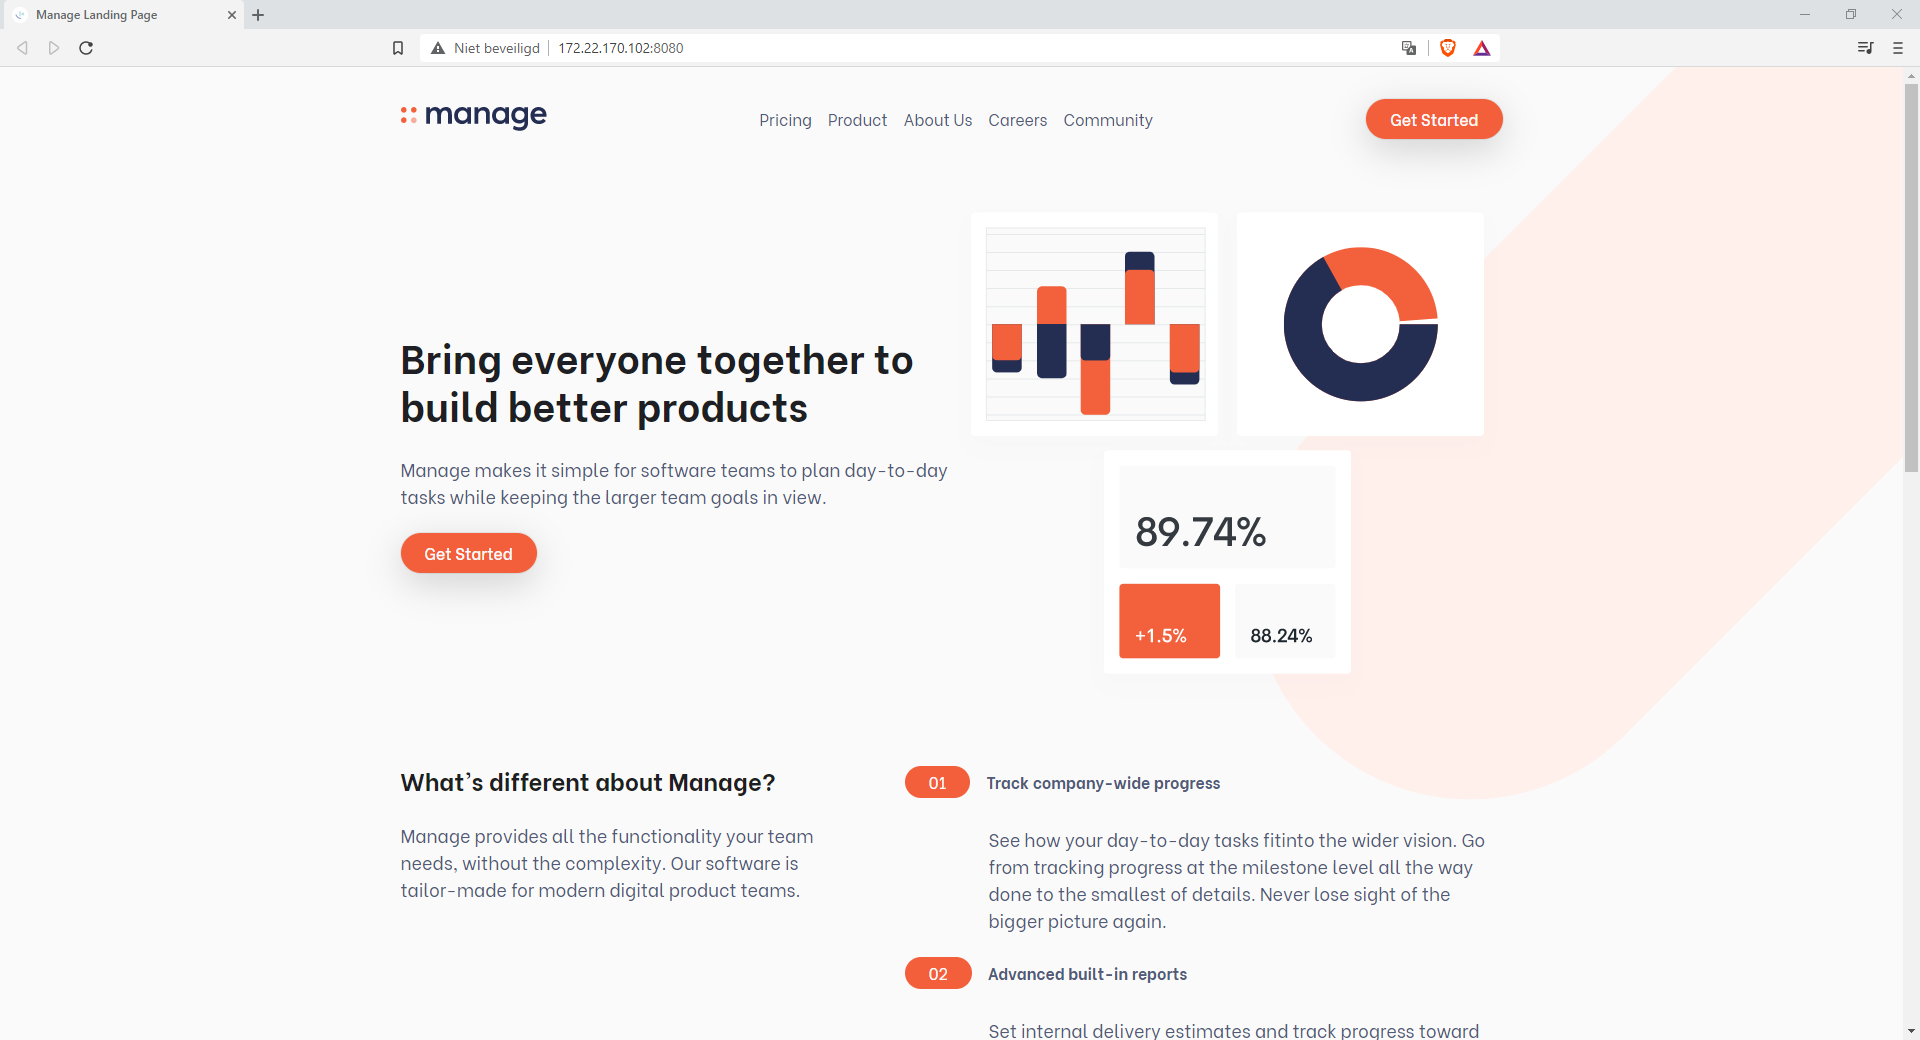 Manage Landing Page
Niet beveiligd
172.22.170.102:8080
manage
Pricing
Product
About Us
Careers
Community
Get Started
Bring everyone together to
build better products
Manage makes it simple for software teams to plan day-to-day
tasks while keeping the larger team goals in view.
Get Started
89.74%
+1.5%
88.24%
What's different about Manage?
Manage provides all the functionality your team
needs, without the complexity. Our software is
tailor-made for modern digital product teams.
01
Track company-wide progress
See how your day-to-day tasks fitinto the wider vision. Go
from tracking progress at the milestone level all the way
done to the smallest of details. Never lose sight of the
bigger picture again.
02
Advanced built-in reports
Set internal delivery estimates and track progress toward